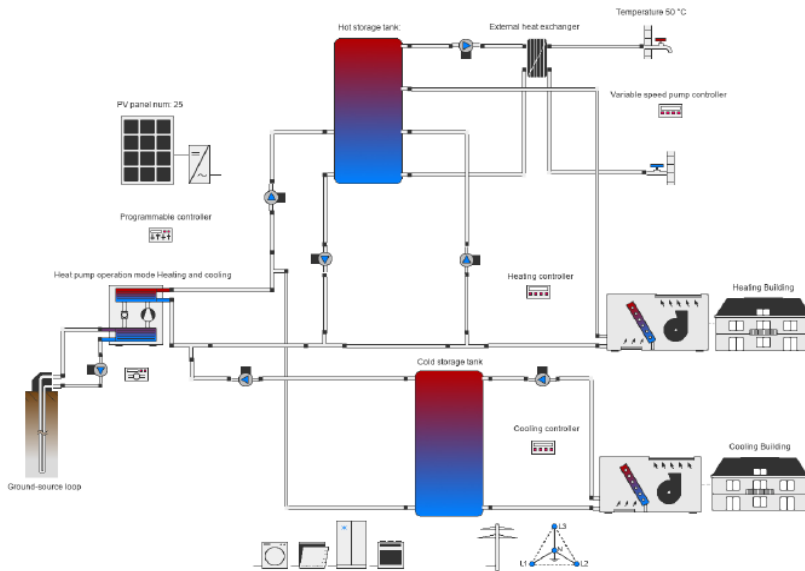 Hot storage tank
External heat exchanger
Temperature 50 °C
PV panel num: 25
Variable speed pump controller
Programmable controller
Heat pump operation mode Heating and cooling
Heating controller
Heating Building
Cold storage tank
Cooling controller
Cooling Building
Ground-source loop
L3
N
L1
L2